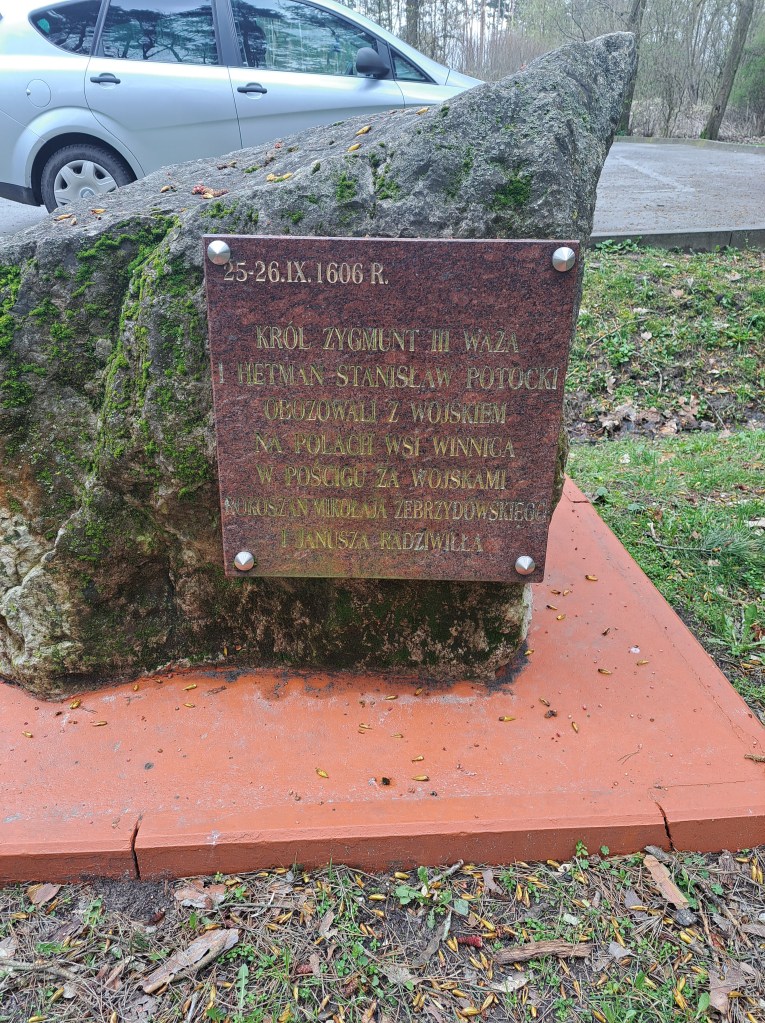 25-26.IX.1606 R.
KRÓL ZYGMUNT III WAZA
I HETMAN STANISŁAW POTOCKI
OBOZOWALI Z WOJSKIEM
NA POLACH WSI WINNICA
W POŚCIGU ZA WOJSKAMI
ROKOSZAN MIKOŁAJA ZEBRZYDOWSKIEGO
I JANUSZA RADZIWIŁŁA